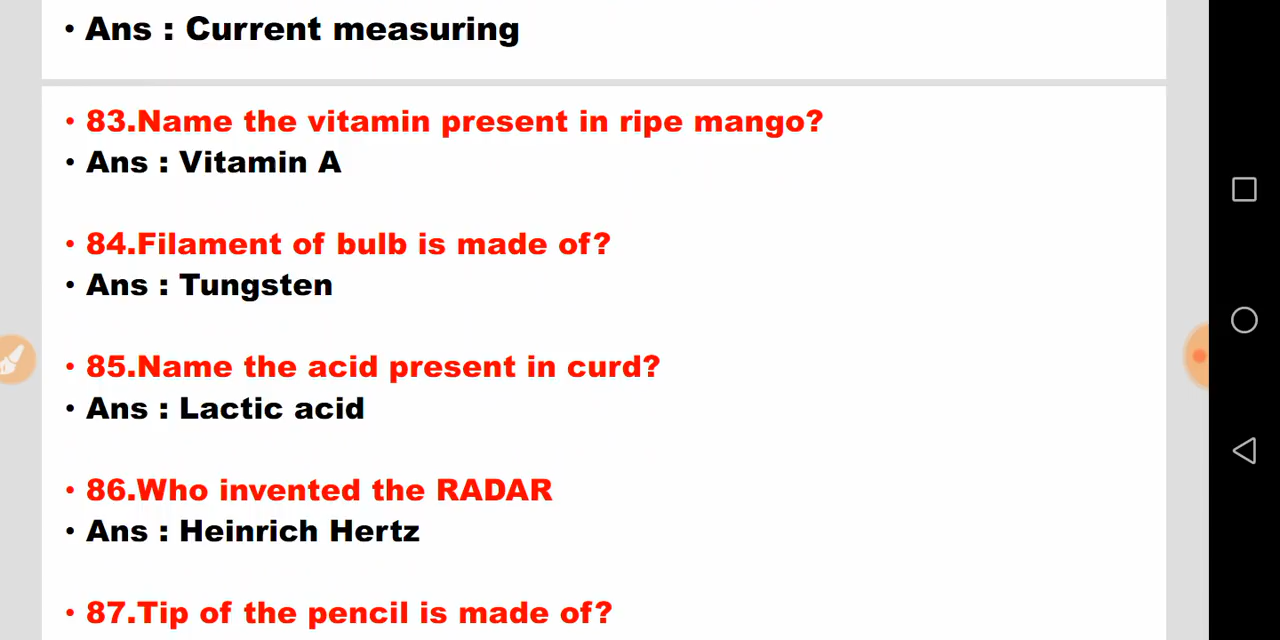 • Ans : Current measuring
• 83.Name the vitamin present in ripe mango?
• Ans : Vitamin A
• 84.Filament of bulb is made of?
• Ans : Tungsten
• 85.Name the acid present in curd?
• Ans : Lactic acid
• 86.Who invented the RADAR
• Ans : Heinrich Hertz
• 87.Tip of the pencil is made of?